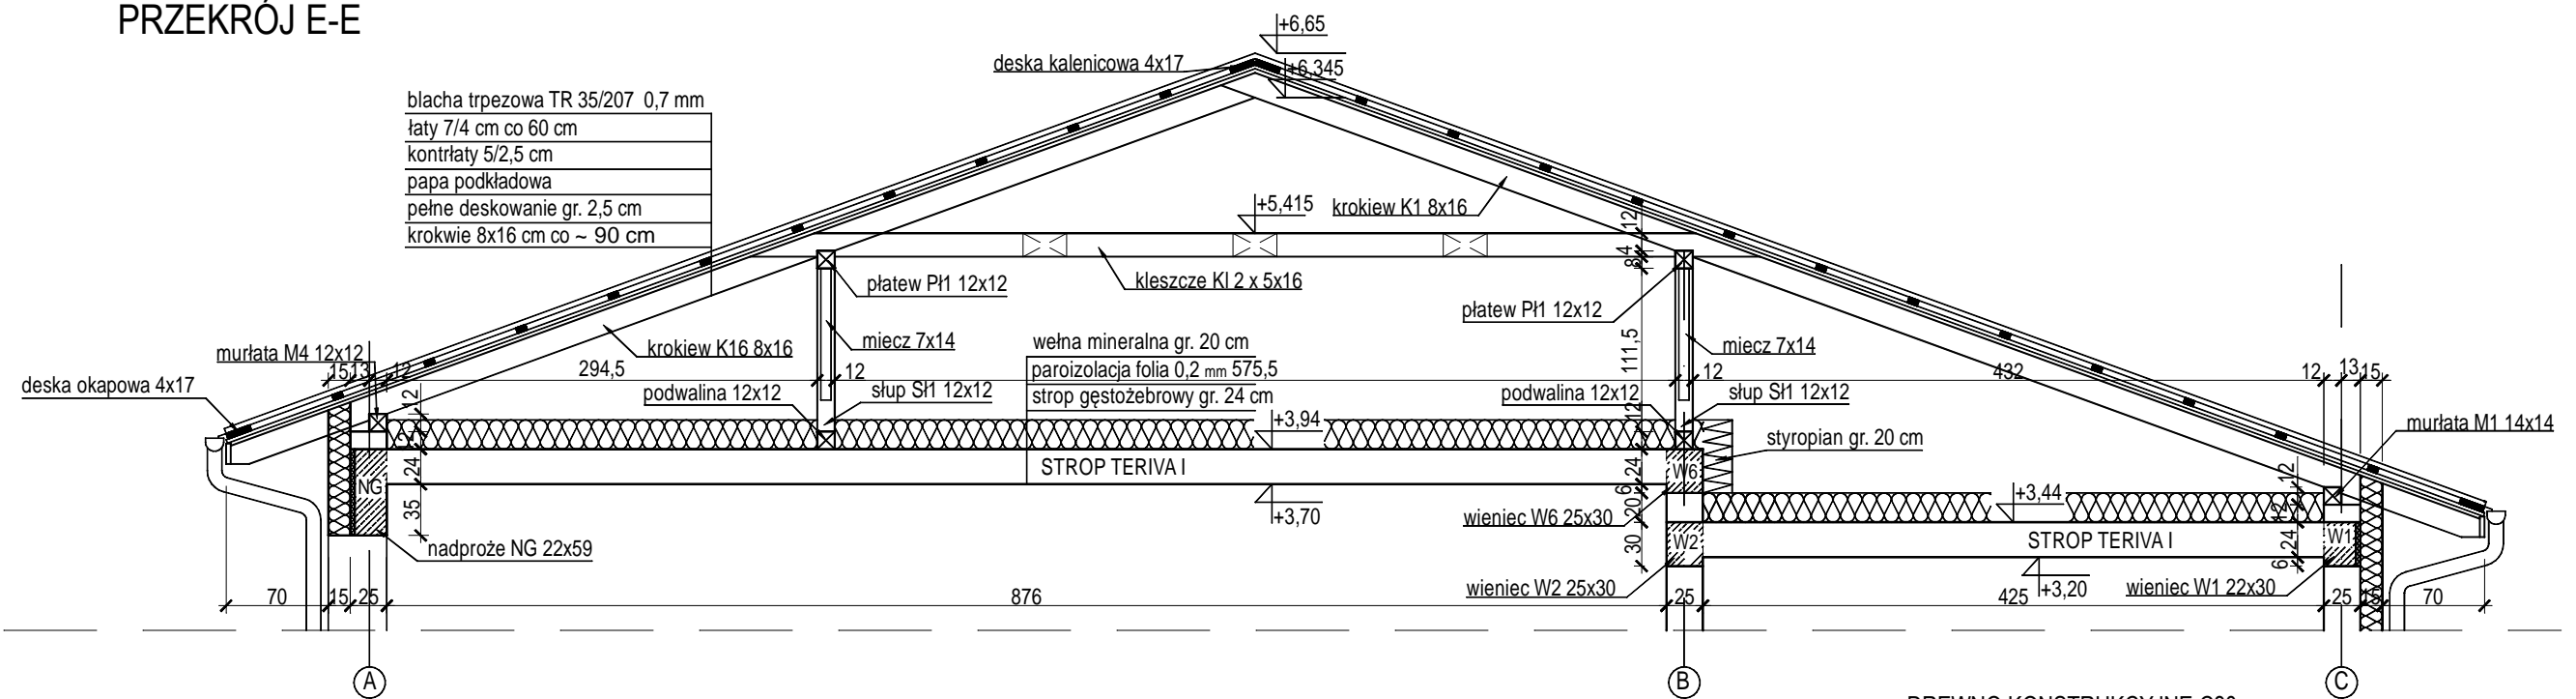 PRZEKRÓJ E-E
+6,65
deska kalenicowa 4x17
+6,345
blacha trpezowa TR 35/207 0,7 mm
łaty 7/4 cm co 60 cm
kontrłaty 5/2,5 cm
papa podkładowa
pełne deskowanie gr. 2,5 cm
krokwie 8x16 cm co ~ 90 cm
+5,415
krokiew K1 8x16
12
4
8
płatew Pł1 12x12
kleszcze Kl 2 x 5x16
płatew Pł1 12x12
murłata M4 12x12
krokiew K16 8x16
miecz 7x14
wełna mineralna gr. 20 cm
111,5
miecz 7x14
deska okapowa 4x17
15 13 12
294,5
12
paroizolacja folia 0,2 mm 575,5
12
432
12 13 15
podwalina 12x12
słup Sł1 12x12
strop gęstożebrowy gr. 24 cm
podwalina 12x12
słup Sł1 12x12
12
12
+3,94
12
styropian gr. 20 cm
murłata M1 14x14
24
STROP TERIVA I
W6
24
12
NG
35
+3,70
6
20
+3,44
12
wieniec W6 25x30
nadproże NG 22x59
30
W2
STROP TERIVA I
24
W1
6
wieniec W2 25x30
+3,20
wieniec W1 22x30
70
15
25
876
25
425
25
15
70
A
B
C